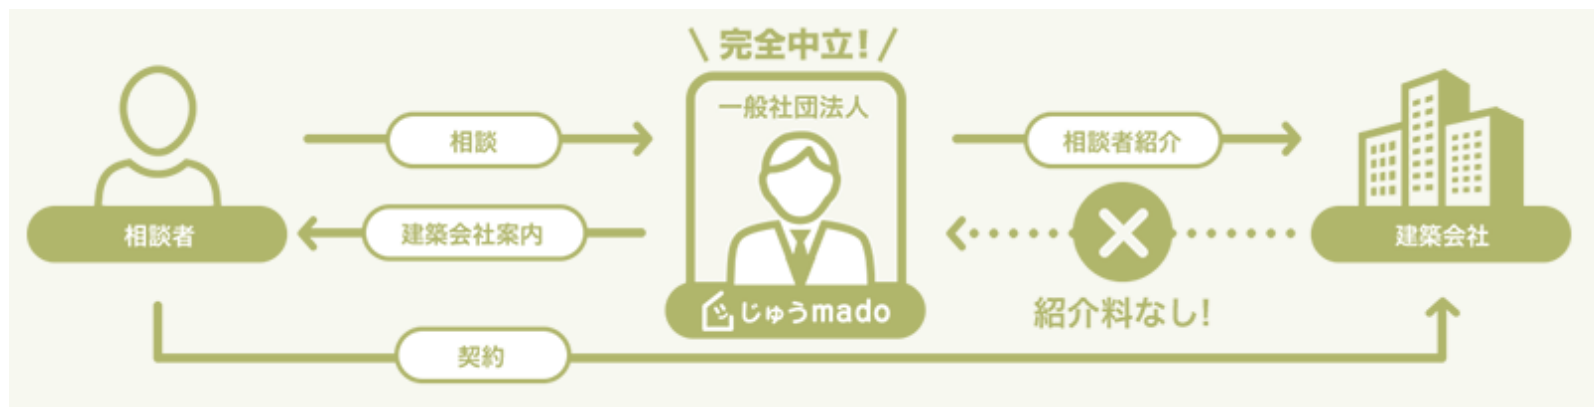 完全中立!
一般社団法人
相談
相談者紹介
相談者
建築会社案内
建築会社
じゅうmado
紹介料なし!
契約